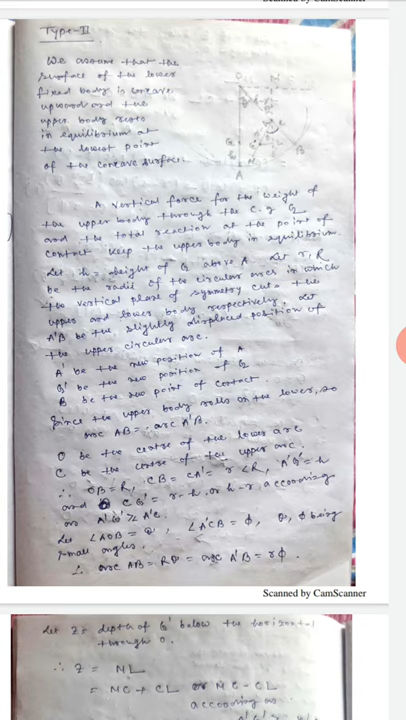 Scanned by CamScanner
Type-II
We assume that the
surface of the lower
fixed body is concave
upward and the
upper body rests
in equilibrium at
the lowest point
of the concave surface.
A vertical force for the weight of
the upper body through the C.G. G
and the total reaction at the point of
contact keep the upper body in equilibrium.
Let h = height of G above A. Let r, R
be the radii of the circular arcs in which
the vertical plane of symmetry cuts the
upper and lower body respectively. Let
A'B be the slightly displaced position of
the upper circular arc.
A' be the new position of A
G' be the new position of G
B be the new point of contact.
Since the upper body rolls on the lower, so
arc AB = arc A'B.
O be the centre of the lower arc
C be the centre of the upper arc.
∴ OB = R, CB = CA' = r < R, A'G' = h
and CG' = r-h, or h-r, according
as A'G' ≷ A'C.
Let ∠AOB = θ, ∠A'CB = φ, θ, φ being
small angles.
∴ arc AB = Rθ = arc A'B = rφ.
Scanned by CamScanner
Let Z = depth of G' below the horizontal
through O.
∴ Z = NL
= NC + CL or NC - CL
according as